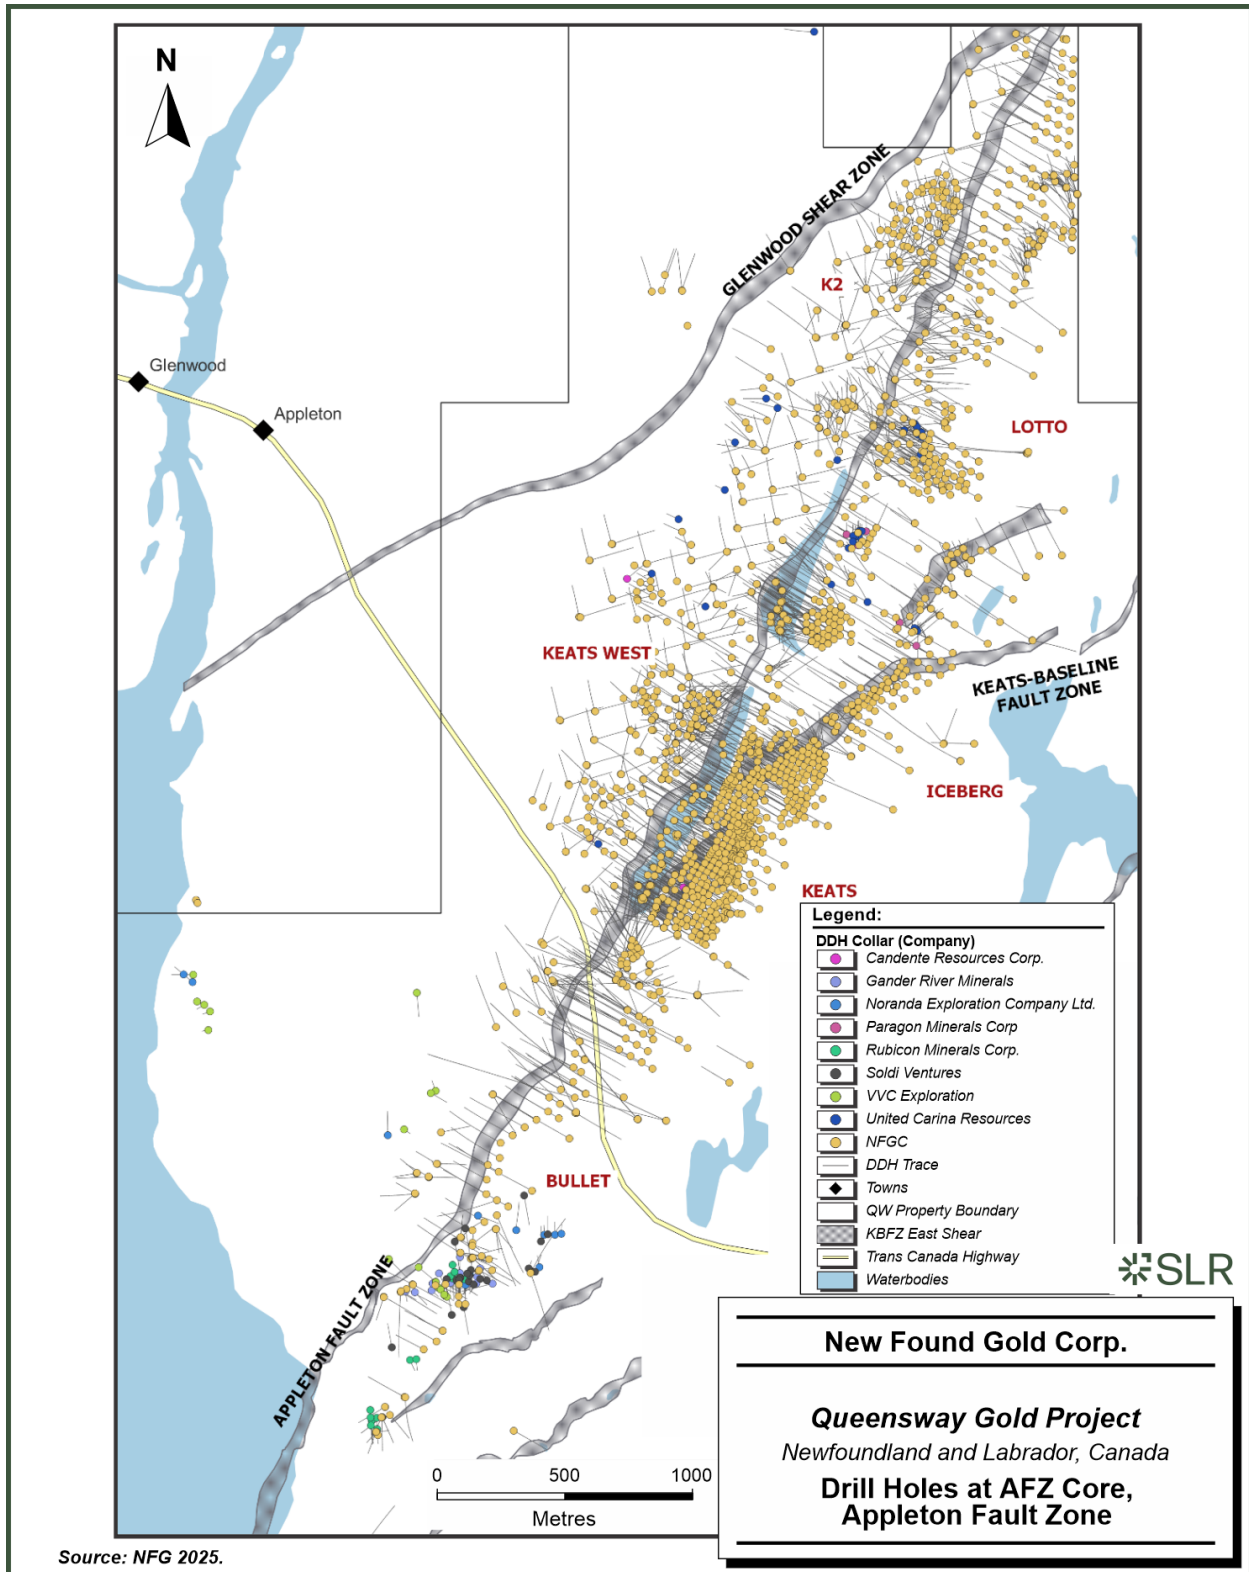 N
GLENWOOD SHEAR ZONE
K2
Glenwood
Appleton
LOTTO
KEATS WEST
KEATS-BASELINE
FAULT ZONE
ICEBERG
KEATS
BULLET
APPLETON FAULT ZONE
Legend:
DDH Collar (Company)
Candente Resources Corp.
Gander River Minerals
Noranda Exploration Company Ltd.
Paragon Minerals Corp
Rubicon Minerals Corp.
Soldi Ventures
VVC Exploration
United Carina Resources
NFGC
DDH Trace
Towns
QW Property Boundary
KBFZ East Shear
Trans Canada Highway
Waterbodies
SLR
0 500 1000
Metres
New Found Gold Corp.
Queensway Gold Project
Newfoundland and Labrador, Canada
Drill Holes at AFZ Core,
Appleton Fault Zone
Source: NFG 2025.